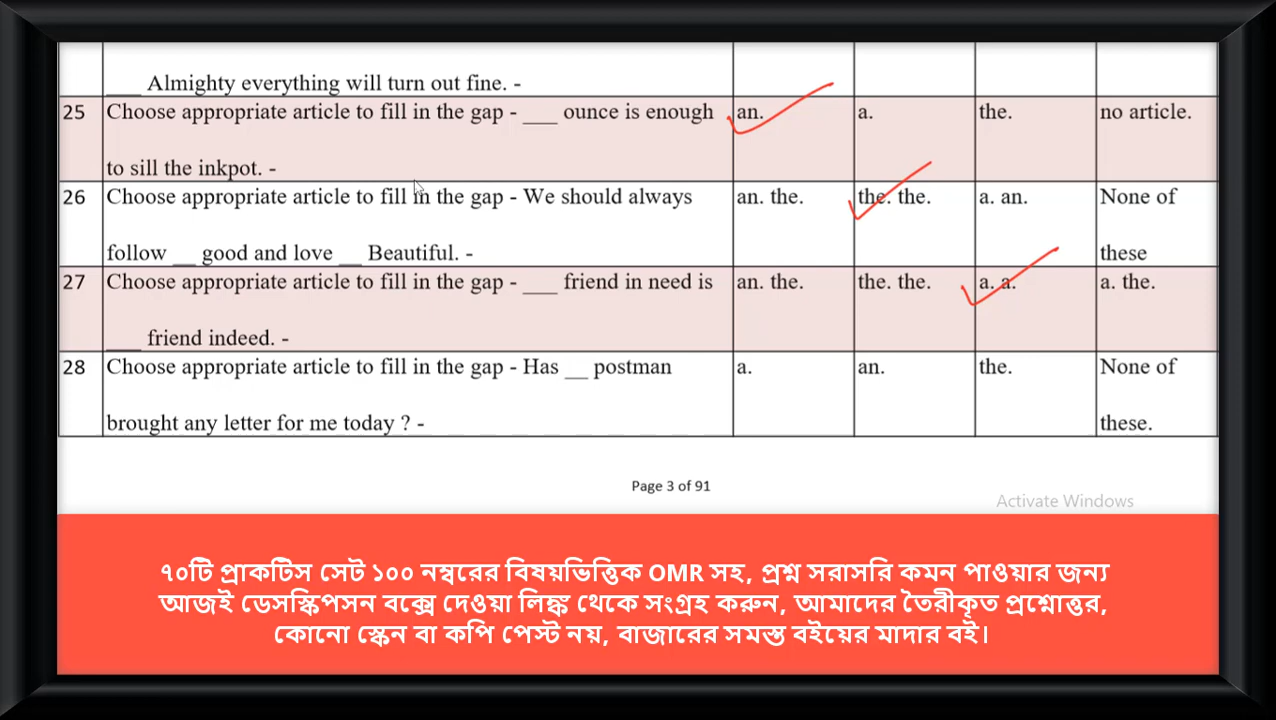 ___ Almighty everything will turn out fine. -
25 Choose appropriate article to fill in the gap - ___ ounce is enough an. a. the. no article.
to sill the inkpot. -
26 Choose appropriate article to fill in the gap - We should always an. the. the. the. a. an. None of
follow __ good and love __ Beautiful. - these
27 Choose appropriate article to fill in the gap - ___ friend in need is an. the. the. the. a. a. a. the.
___ friend indeed. -
28 Choose appropriate article to fill in the gap - Has __ postman a. an. the. None of
brought any letter for me today ? - these.
Page 3 of 91
Activate Windows
৭০টি প্রাকটিস সেট ১০০ নম্বরের বিষয়ভিত্তিক OMR সহ, প্রশ্ন সরাসরি কমন পাওয়ার জন্য
আজই ডেসস্কিপসন বক্সে দেওয়া লিঙ্ক থেকে সংগ্রহ করুন, আমাদের তৈরীকৃত প্রশ্নোত্তর,
কোনো স্কেন বা কপি পেস্ট নয়, বাজারের সমস্ত বইয়ের মাদার বই।